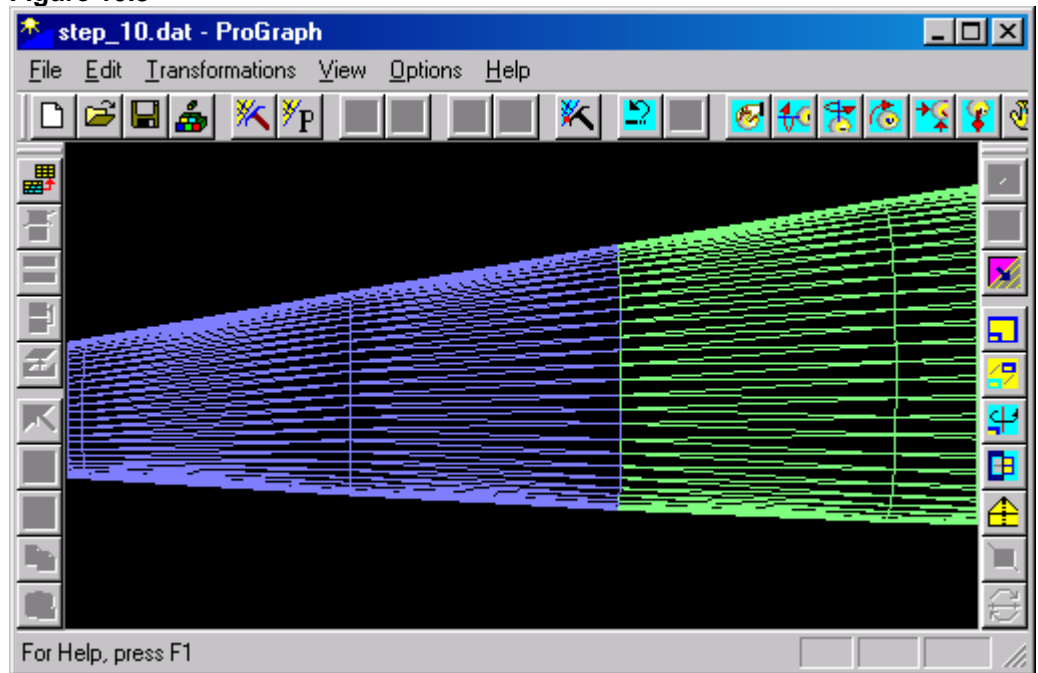 step_10.dat - ProGraph
File Edit Transformations View Options Help
P
For Help, press F1